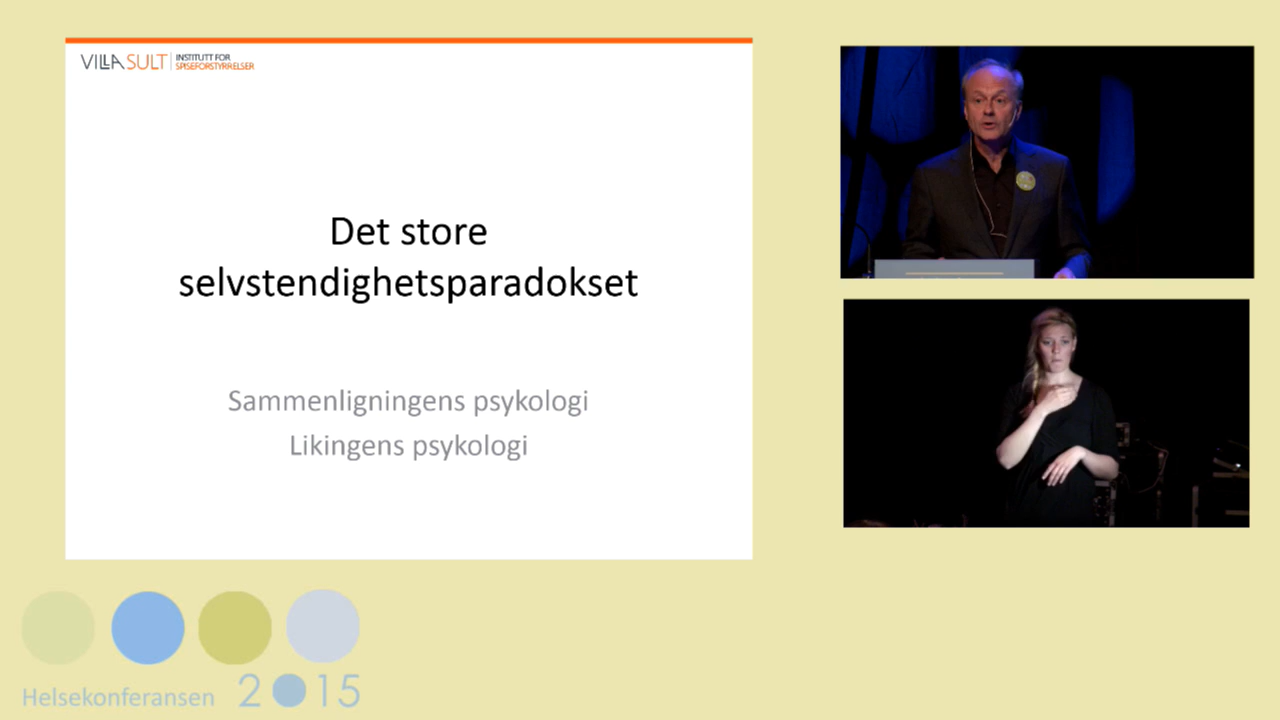 VILLA SULT INSTITUTT FOR
SPISEFORSTYRRELSER
Det store
selvstendighetsparadokset
Sammenligningens psykologi
Likingens psykologi
Helsekonferansen 2015